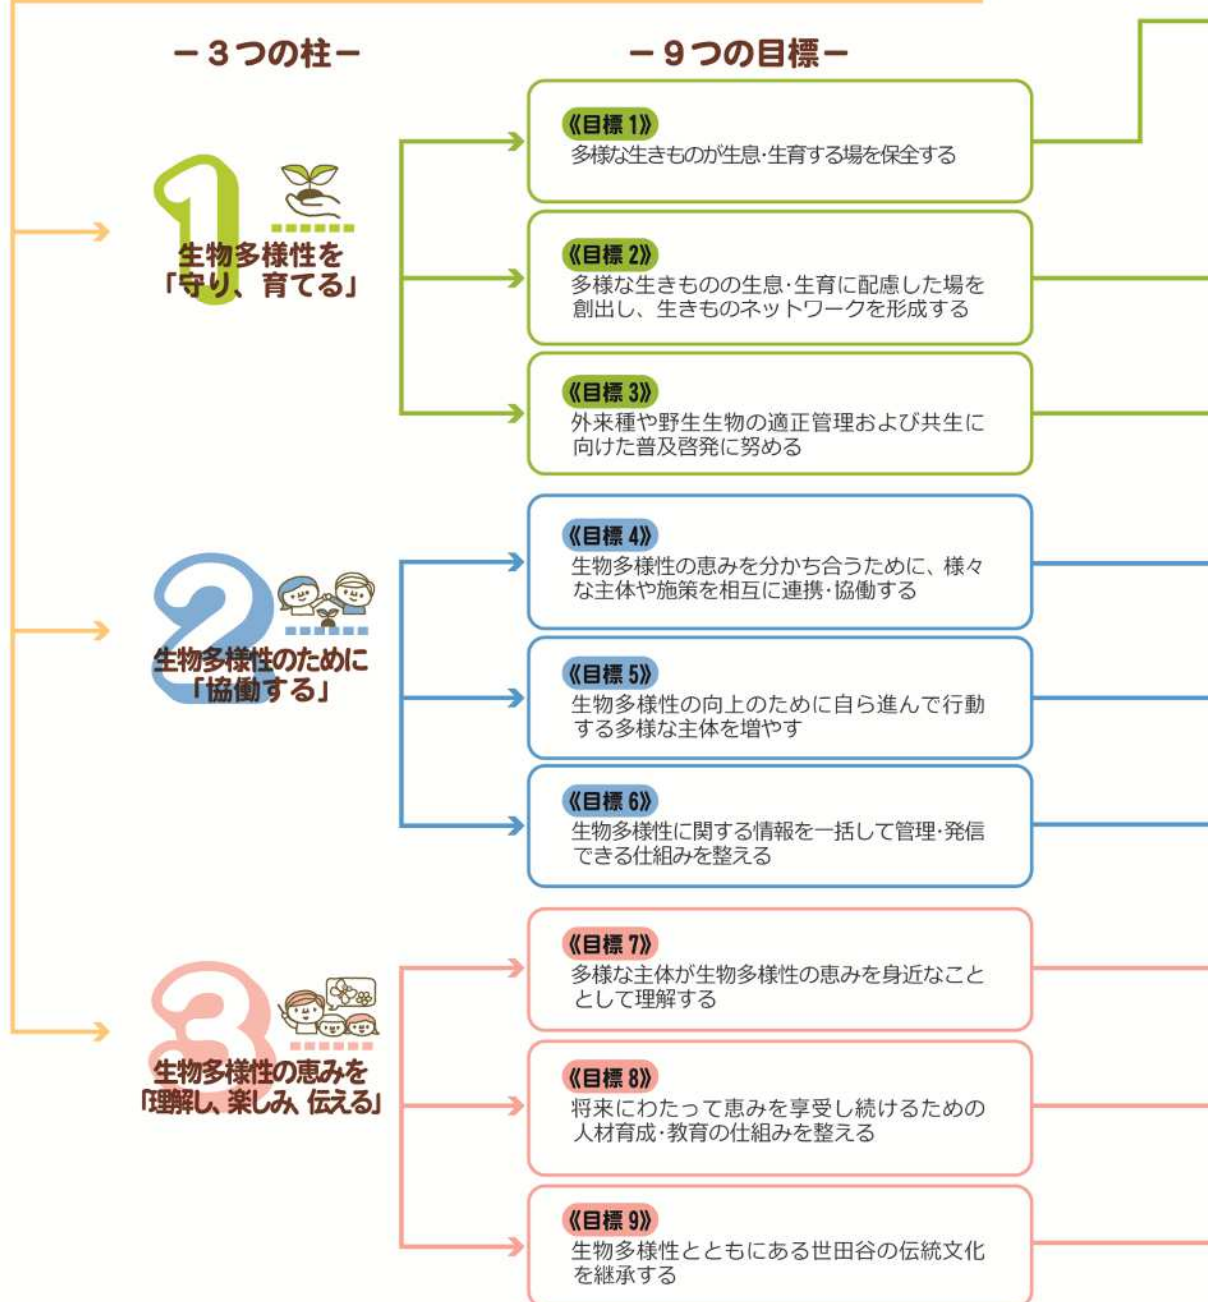 －３つの柱－
－９つの目標－
1
生物多様性を
「守り、育てる」
《目標 1》
多様な生きものが生息・生育する場を保全する
《目標 2》
多様な生きものの生息・生育に配慮した場を
創出し、生きものネットワークを形成する
《目標 3》
外来種や野生生物の適正管理および共生に
向けた普及啓発に努める
2
生物多様性のために
「協働する」
《目標 4》
生物多様性の恵みを分かち合うために、様々
な主体や施策を相互に連携・協働する
《目標 5》
生物多様性の向上のために自ら進んで行動
する多様な主体を増やす
《目標 6》
生物多様性に関する情報を一括して管理・発信
できる仕組みを整える
3
生物多様性の恵みを
「理解し、楽しみ、伝える」
《目標 7》
多様な主体が生物多様性の恵みを身近なこと
として理解する
《目標 8》
将来にわたって恵みを享受し続けるための
人材育成・教育の仕組みを整える
《目標 9》
生物多様性とともにある世田谷の伝統文化
を継承する